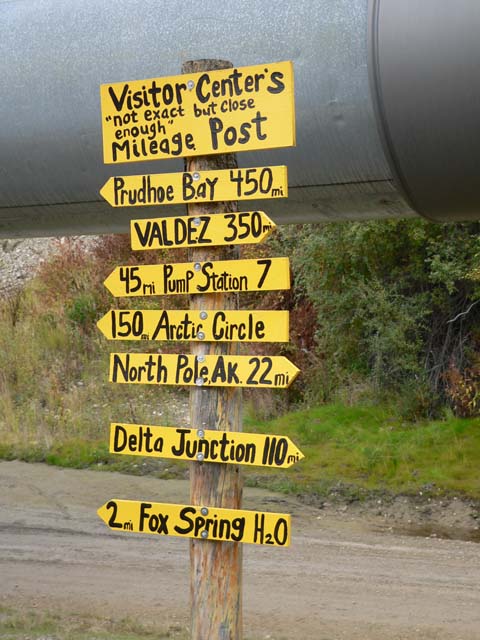 Visitor Center's
"not exact but close
enough"
Mileage Post
Prudhoe Bay 450mi
VALDEZ 350mi
45mi Pump Station 7
150mi Arctic Circle
North Pole AK. 22mi
Delta Junction 110mi
2mi Fox Spring H₂O